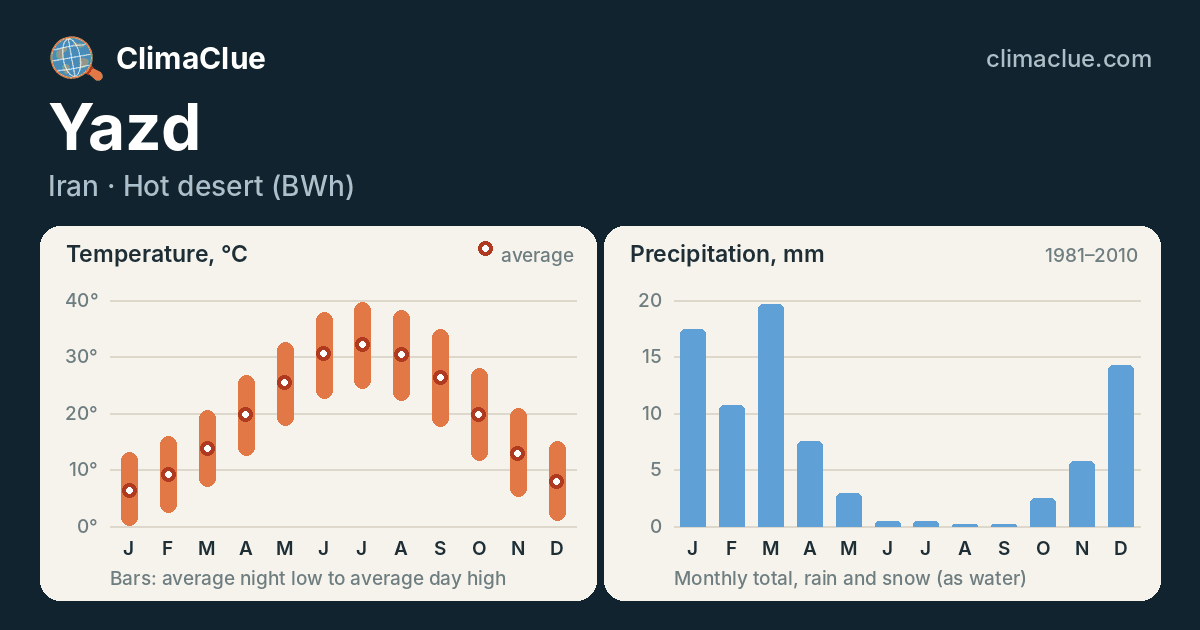 ClimaClue
climaclue.com
Yazd
Iran · Hot desert (BWh)
Temperature, °C
average
40°
30°
20°
10°
0°
J F M A M J J A S O N D
Bars: average night low to average day high
Precipitation, mm
1981–2010
20
15
10
5
0
J F M A M J J A S O N D
Monthly total, rain and snow (as water)